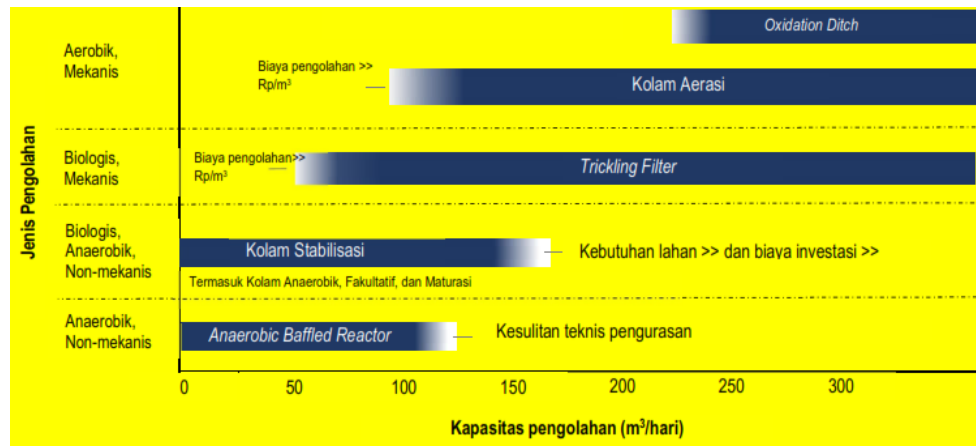 Jenis Pengolahan
Aerobik,
Mekanis
Oxidation Ditch
Biaya pengolahan >>
Rp/m³
Kolam Aerasi
Biologis,
Mekanis
Biaya pengolahan>>
Rp/m³
Trickling Filter
Biologis,
Anaerobik,
Non-mekanis
Kolam Stabilisasi
Kebutuhan lahan >> dan biaya investasi >>
Termasuk Kolam Anaerobik, Fakultatif, dan Maturasi
Anaerobik,
Non-mekanis
Anaerobic Baffled Reactor
Kesulitan teknis pengurasan
0 50 100 150 200 250 300
Kapasitas pengolahan (m³/hari)